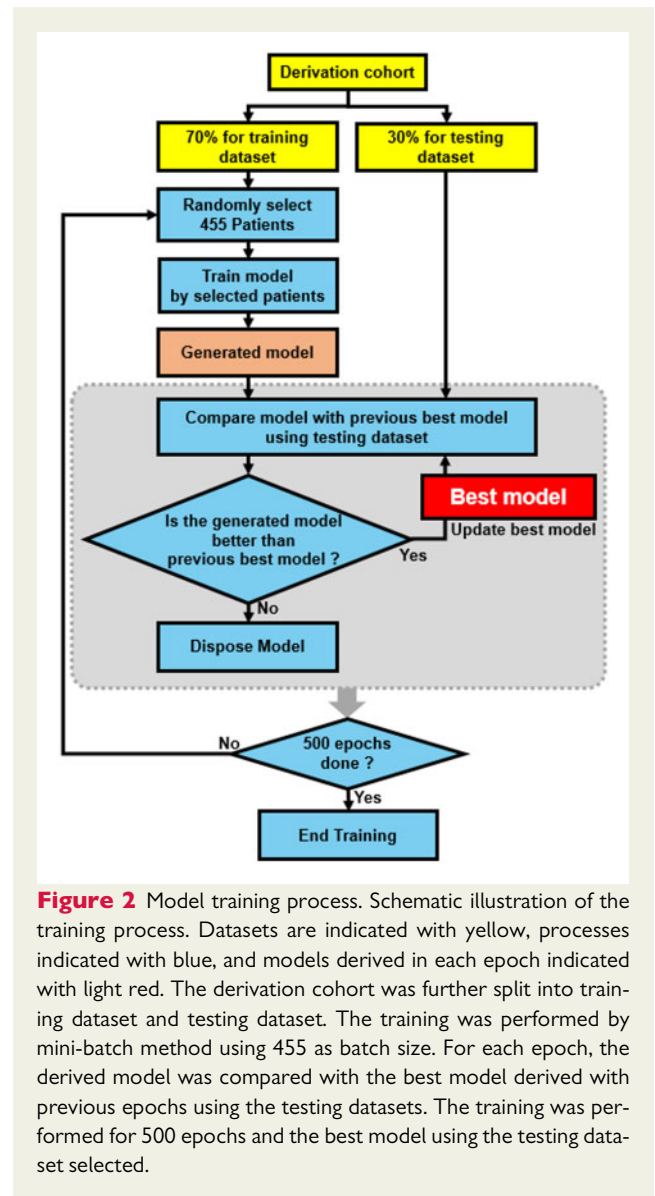 Derivation cohort
70% for training
dataset
30% for testing
dataset
Randomly select
455 Patients
Train model
by selected patients
Generated model
Compare model with previous best model
using testing dataset
Best model
Update best model
Is the generated model
better than
previous best model ?
Yes
No
Dispose Model
No
500 epochs
done ?
Yes
End Training
Figure 2 Model training process. Schematic illustration of the
training process. Datasets are indicated with yellow, processes
indicated with blue, and models derived in each epoch indicated
with light red. The derivation cohort was further split into train-
ing dataset and testing dataset. The training was performed by
mini-batch method using 455 as batch size. For each epoch, the
derived model was compared with the best model derived with
previous epochs using the testing datasets. The training was per-
formed for 500 epochs and the best model using the testing data-
set selected.